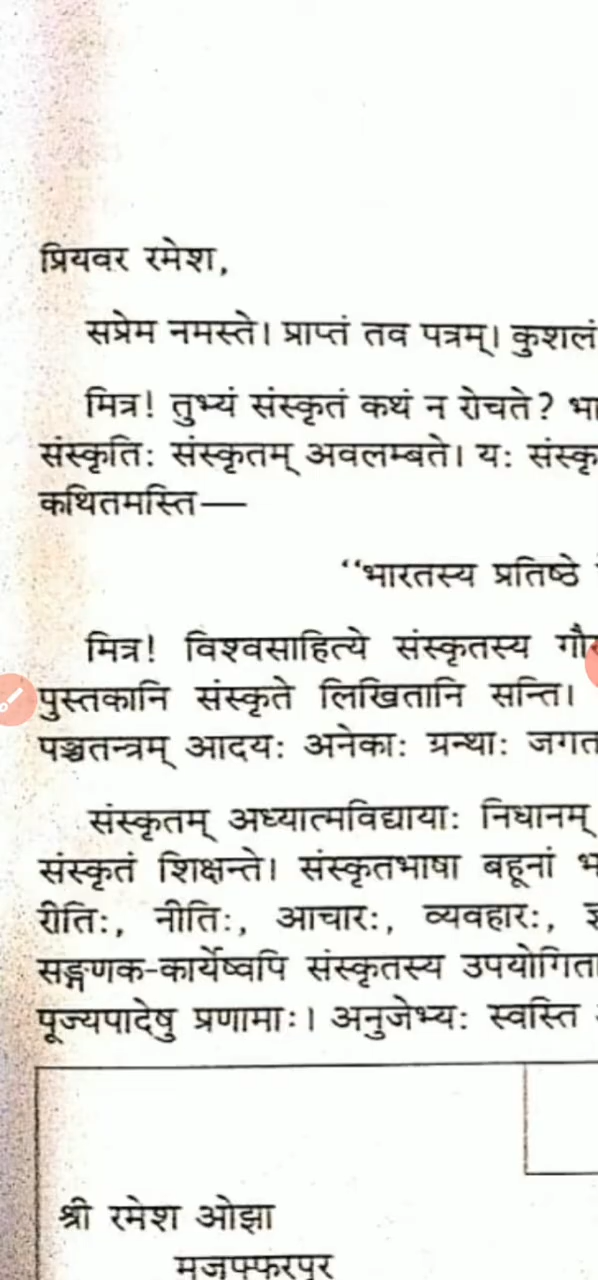 प्रियवर रमेश,
सप्रेम नमस्ते। प्राप्तं तव पत्रम्। कुशलं
मित्र! तुभ्यं संस्कृतं कथं न रोचते? भा
संस्कृतिः संस्कृतम् अवलम्बते। यः संस्कृ
कथितमस्ति—
“भारतस्य प्रतिष्ठे
मित्र! विश्वसाहित्ये संस्कृतस्य गौ
पुस्तकानि संस्कृते लिखितानि सन्ति।
पञ्चतन्त्रम् आदयः अनेकाः ग्रन्थाः जगत
संस्कृतम् अध्यात्मविद्यायाः निधानम्
संस्कृतं शिक्षन्ते। संस्कृतभाषा बहूनां भ
रीतिः, नीतिः, आचारः, व्यवहारः,
सङ्गणक-कार्येष्वपि संस्कृतस्य उपयोगिता
पूज्यपादेषु प्रणामाः। अनुजेभ्यः स्वस्ति
श्री रमेश ओझा
मुजफ्फरपुर